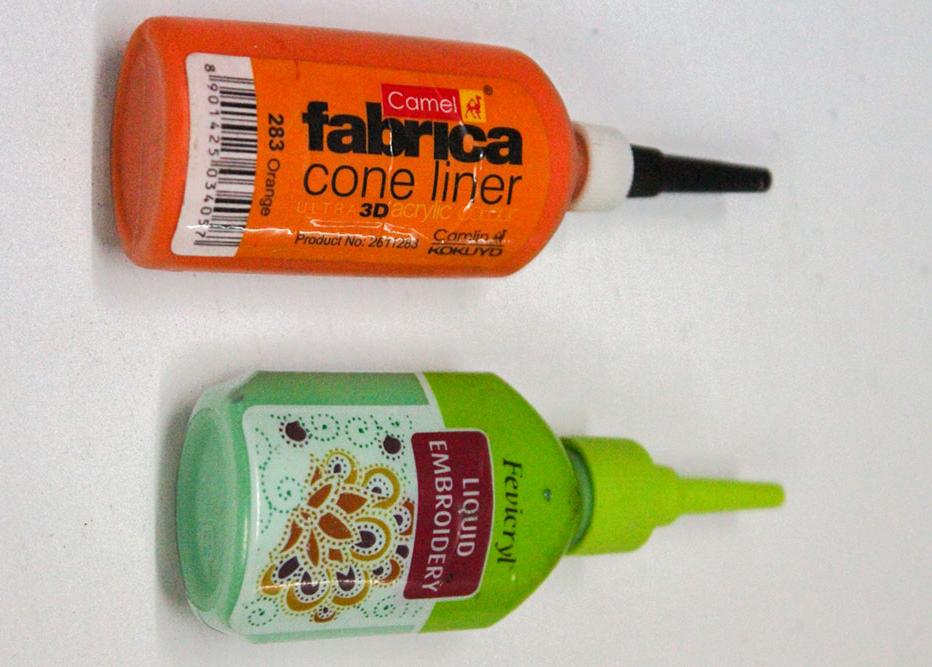 Camel
®
fabrica
cone liner
ULTRA 3D acrylic COLOUR
Product No: 2611283
Camlin
KOKUYO
283 Orange
8901425034057
Fevicryl
LIQUID
EMBROIDERY